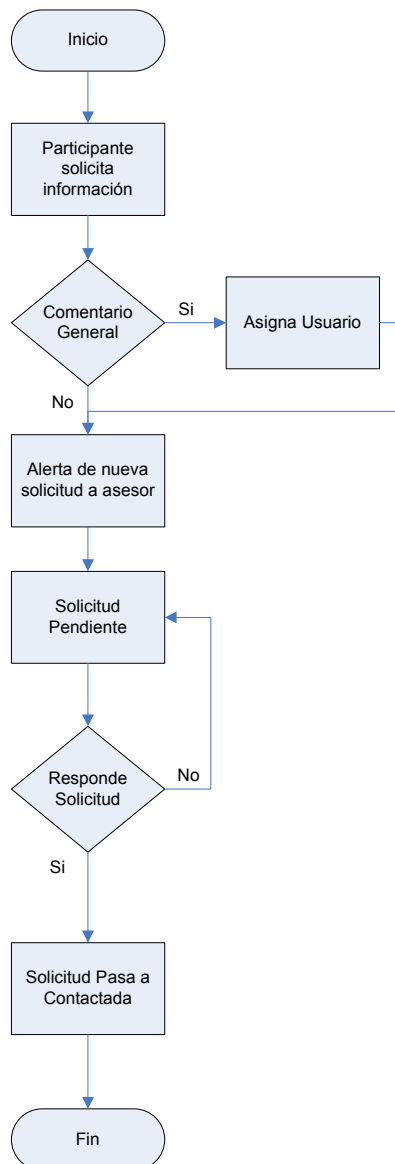 Inicio
Participante
solicita
información
Comentario
General
Si
Asigna Usuario
No
Alerta de nueva
solicitud a asesor
Solicitud
Pendiente
Responde
Solicitud
No
Si
Solicitud Pasa a
Contactada
Fin